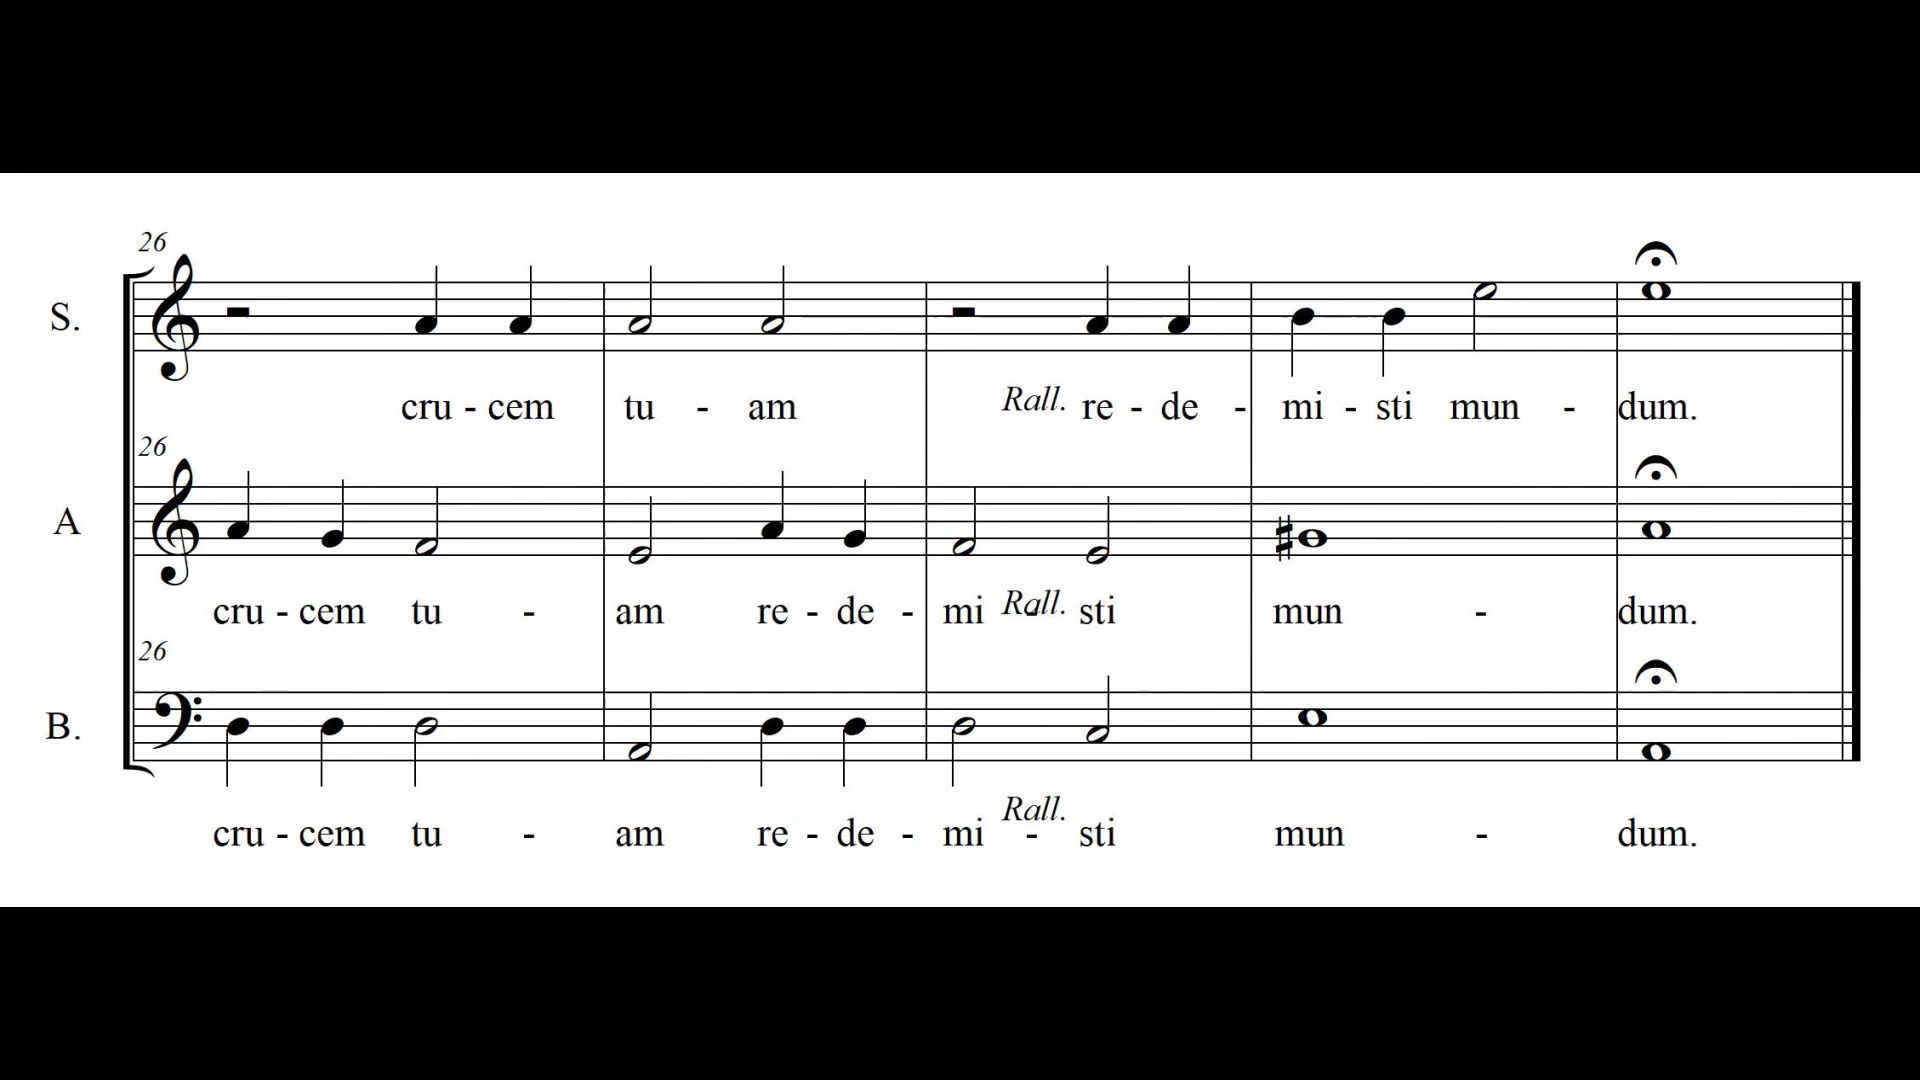 26
S.
cru - cem tu - am Rall. re - de - mi - sti mun - dum.
26
A
cru - cem tu - am re - de - mi Rall. - sti mun - dum.
26
B.
Rall.
cru - cem tu - am re - de - mi - sti mun - dum.